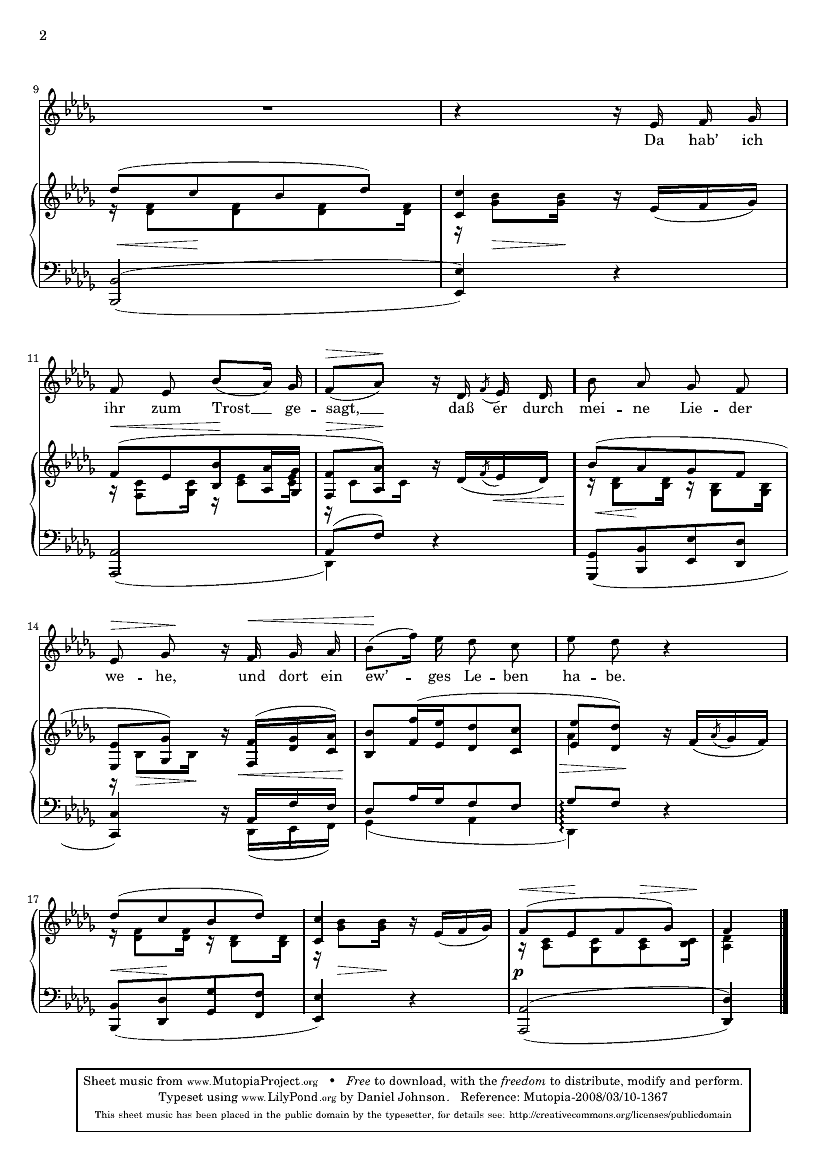 2
9
Da hab’ ich
11
ihr zum Trost__ ge - sagt,__ daß er durch mei - ne Lie - der
14
we - he, und dort ein ew’ - ges Le - ben ha - be.
17
p
Sheet music from www.MutopiaProject.org • Free to download, with the freedom to distribute, modify and perform.
Typeset using www.LilyPond.org by Daniel Johnson. Reference: Mutopia-2008/03/10-1367
This sheet music has been placed in the public domain by the typesetter, for details see: http://creativecommons.org/licenses/publicdomain